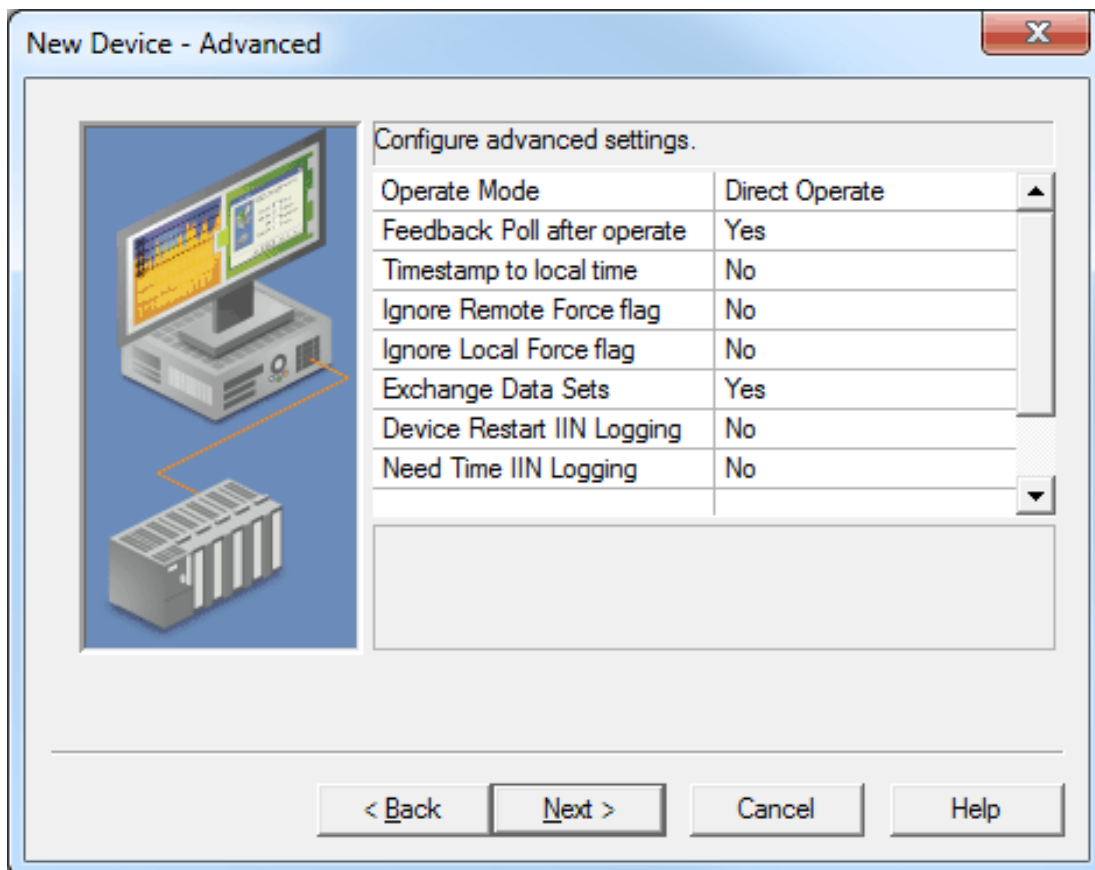 New Device - Advanced
Configure advanced settings.
Operate Mode Direct Operate
Feedback Poll after operate Yes
Timestamp to local time No
Ignore Remote Force flag No
Ignore Local Force flag No
Exchange Data Sets Yes
Device Restart IIN Logging No
Need Time IIN Logging No
< Back Next > Cancel Help